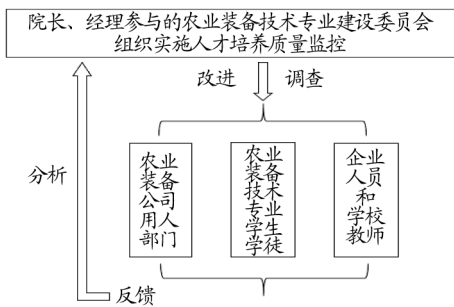 院长、经理参与的农业装备技术专业建设委员会
组织实施人才培养质量监控
改进
调查
分析
农业
装备
公司
用人
部门
农业
装备
技术
专业
学生
学徒
企业
人员
和
学校
教师
反馈